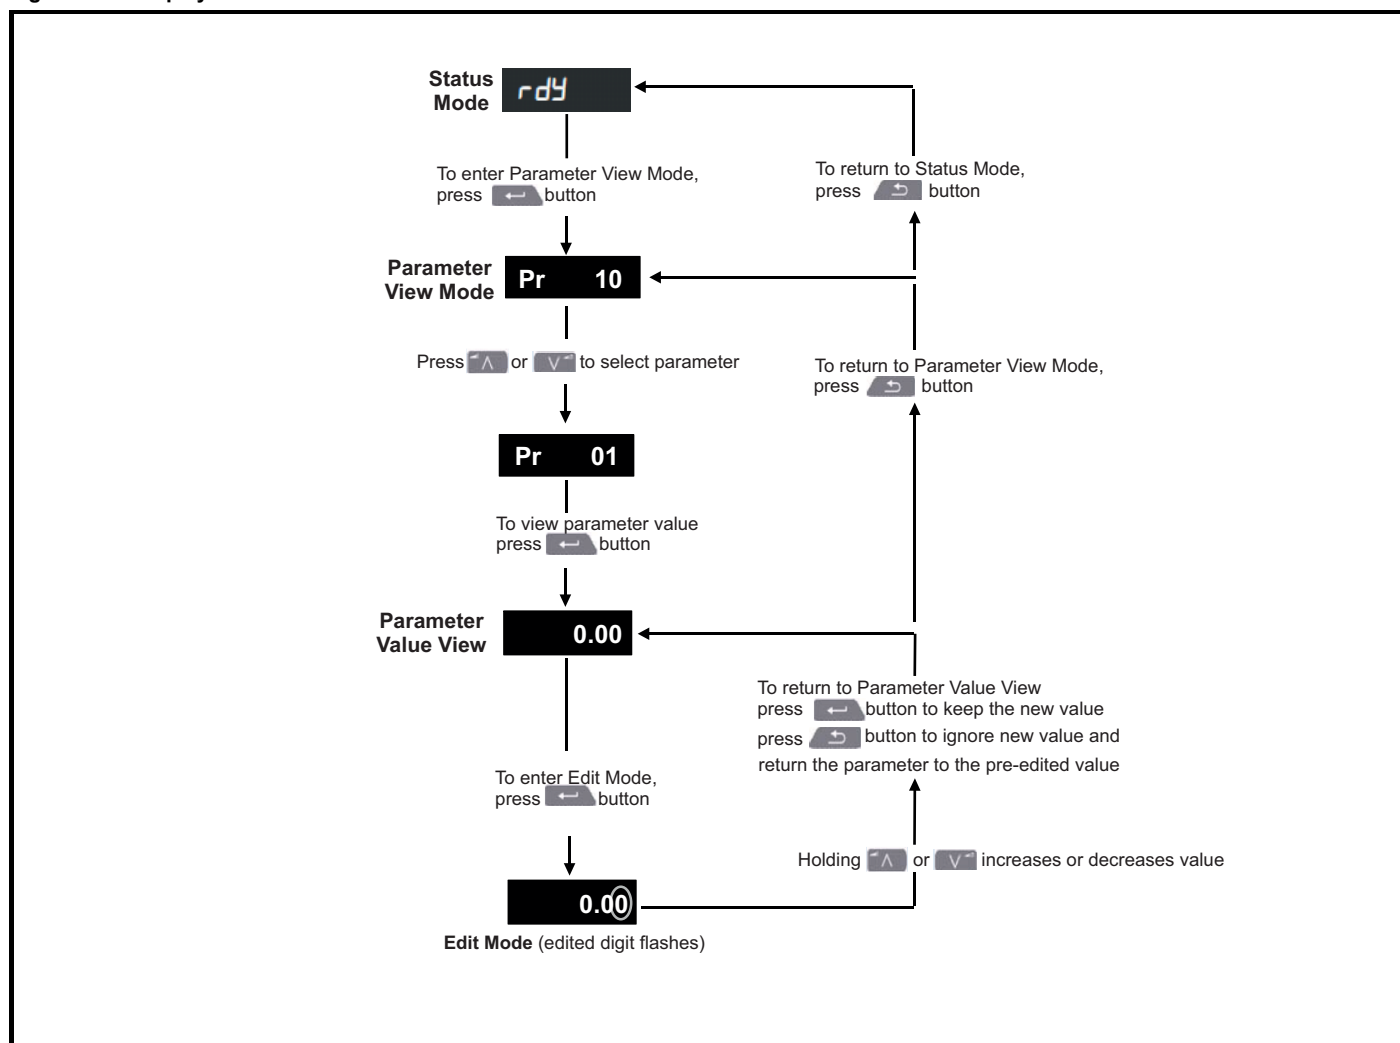 Status
Mode
rdy
To enter Parameter View Mode,
press button
To return to Status Mode,
press button
Parameter
View Mode
Pr 10
Press or to select parameter
To return to Parameter View Mode,
press button
Pr 01
To view parameter value
press button
Parameter
Value View
0.00
To return to Parameter Value View
press button to keep the new value
press button to ignore new value and
return the parameter to the pre-edited value
To enter Edit Mode,
press button
Holding or increases or decreases value
0.00
Edit Mode (edited digit flashes)